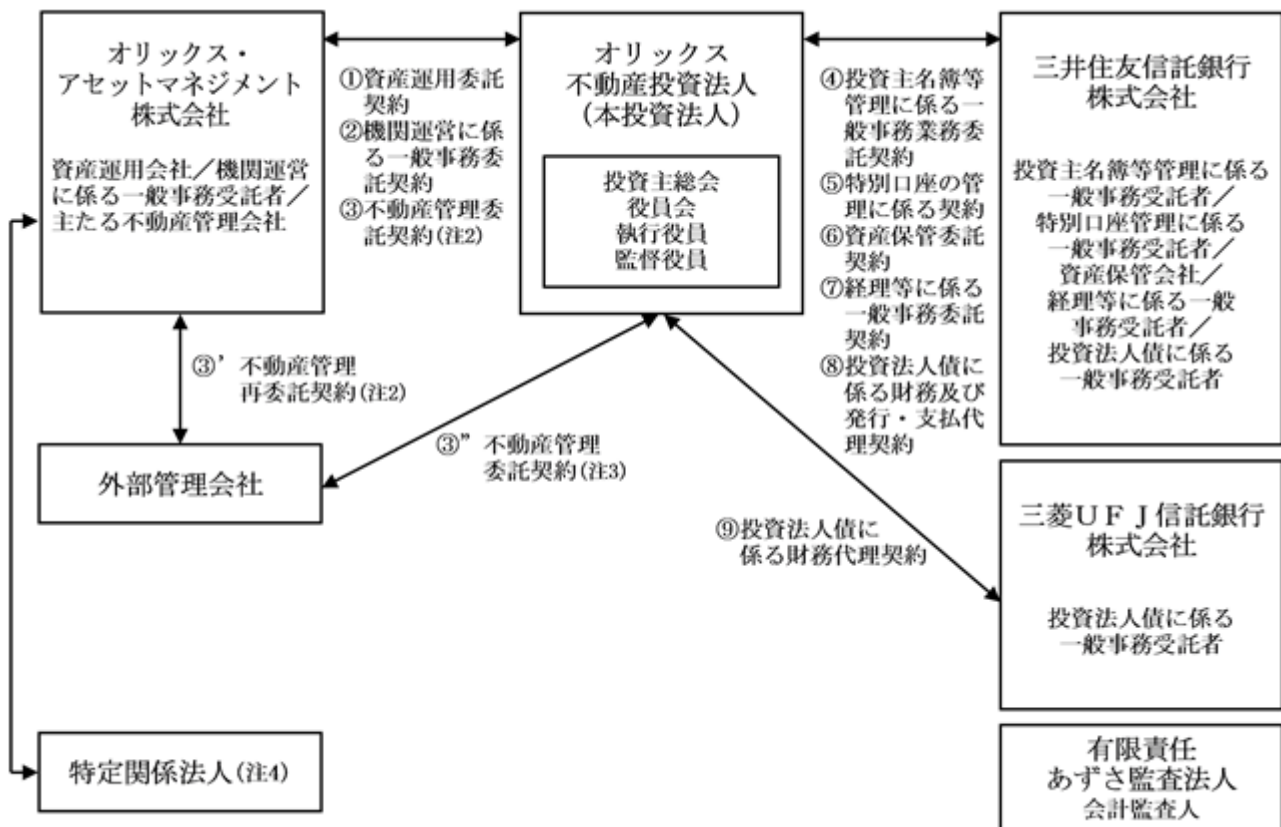 オリックス・
アセットマネジメント
株式会社
資産運用会社／機関運営
に係る一般事務受託者／
主たる不動産管理会社
①資産運用委託
契約
②機関運営に係
る一般事務委
託契約
③不動産管理委
託契約(注2)
オリックス
不動産投資法人
(本投資法人)
投資主総会
役員会
執行役員
監督役員
④投資主名簿等
管理に係る一
般事務業務委
託契約
⑤特別口座の管
理に係る契約
⑥資産保管委託
契約
⑦経理等に係る
一般事務委託
契約
⑧投資法人債に
係る財務及び
発行・支払代
理契約
三井住友信託銀行
株式会社
投資主名簿等管理に係る
一般事務受託者／
特別口座管理に係る
一般事務受託者／
資産保管会社／
経理等に係る一般
事務受託者／
投資法人債に係る
一般事務受託者
③’不動産管理
再委託契約(注2)
外部管理会社
③”不動産管理
委託契約(注3)
⑨投資法人債に
係る財務代理契約
三菱ＵＦＪ信託銀行
株式会社
投資法人債に係る
一般事務受託者
特定関係法人(注4)
有限責任
あずさ監査法人
会計監査人